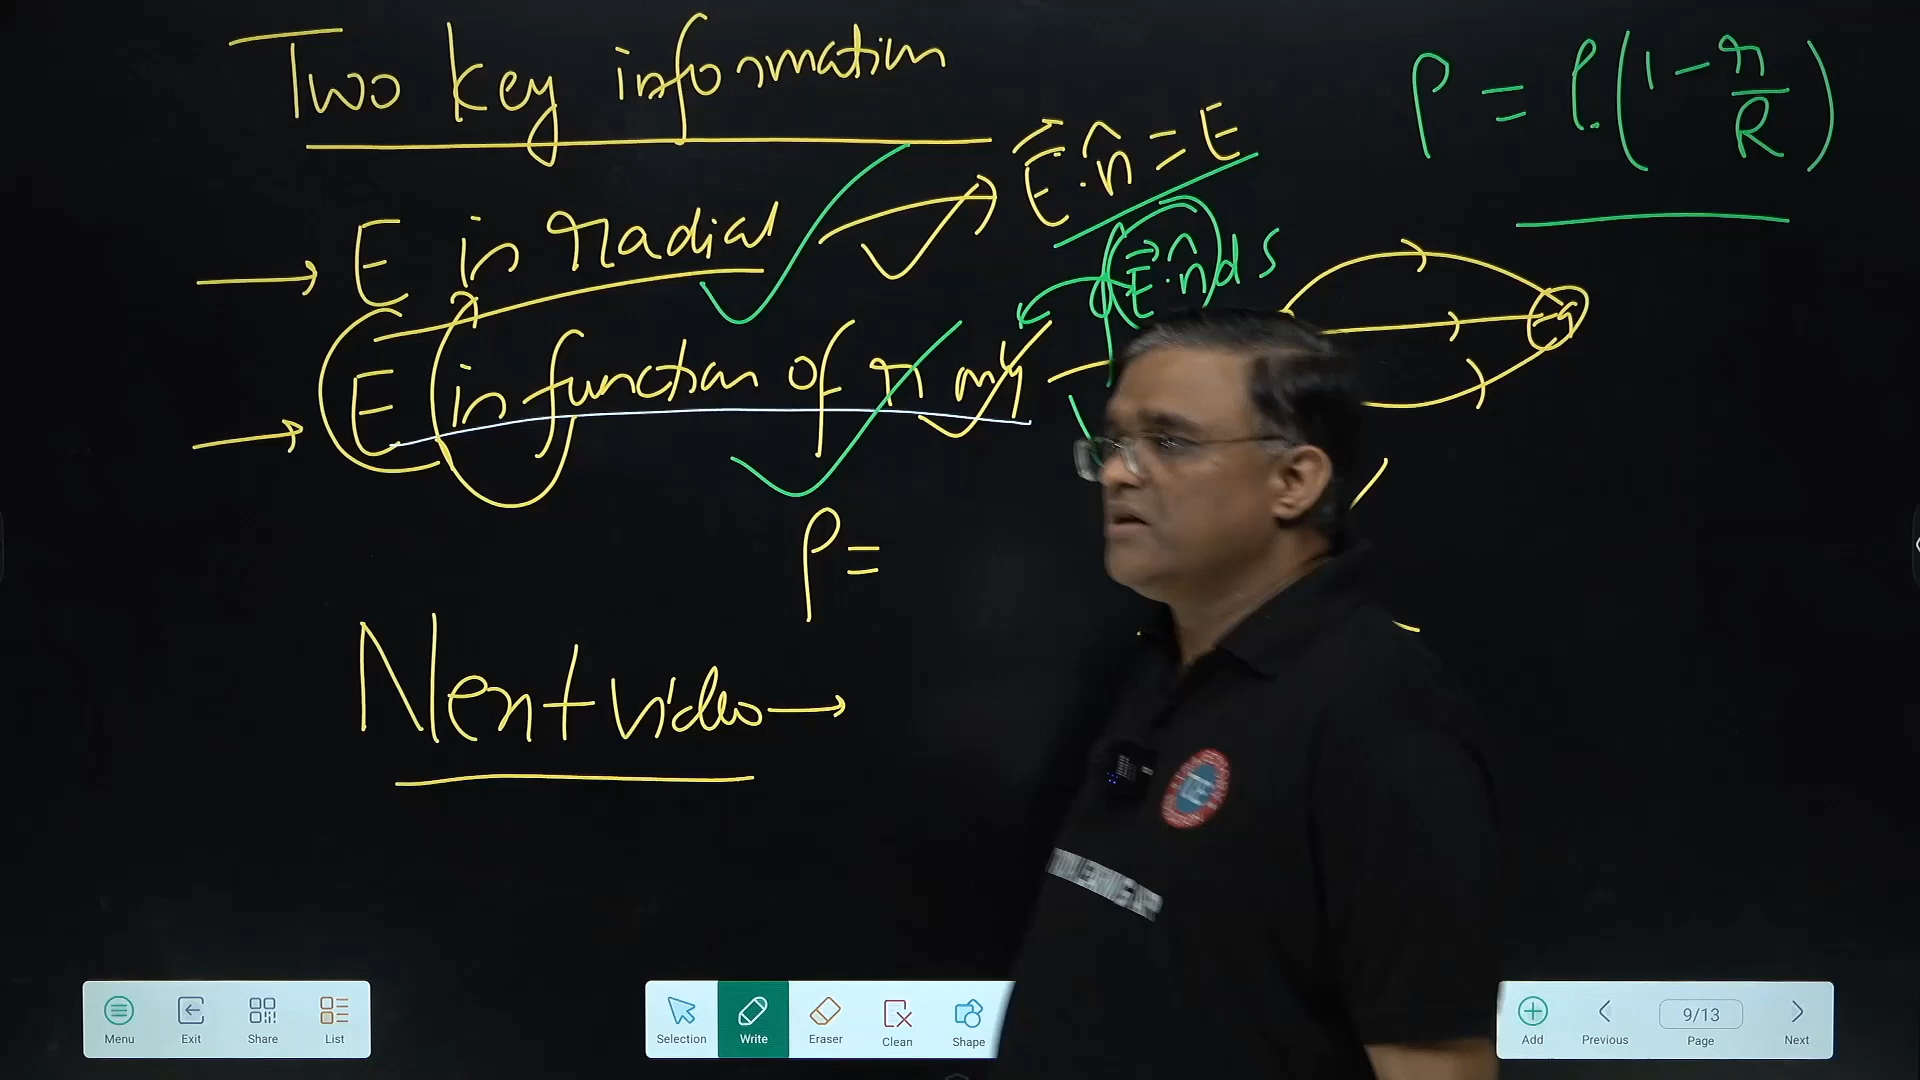 Two key information
ρ = ρ₀(1 - r/R)
→ E is radial → E⃗·n̂ = E
E⃗·n̂ ds
→ E is function of r only
-q
ρ =
Next video →
Menu
Exit
Share
List
Selection
Write
Eraser
Clean
Shape
Add
Previous
9/13
Page
Next